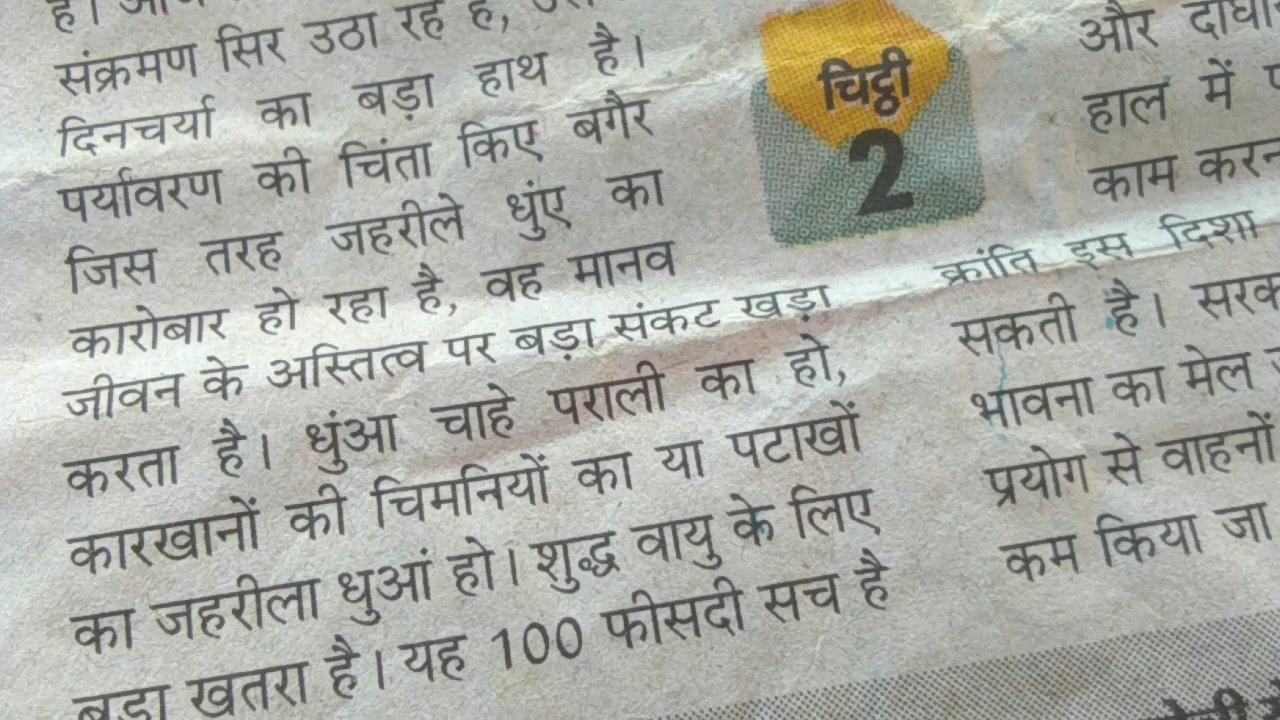 संक्रमण सिर उठा रहे हैं,
दिनचर्या का बड़ा हाथ है।
पर्यावरण की चिंता किए बगैर
जिस तरह जहरीले धुंए का
कारोबार हो रहा है, वह मानव
जीवन के अस्तित्व पर बड़ा संकट खड़ा
करता है। धुंआ चाहे पराली का हो,
कारखानों की चिमनियों का या पटाखों
का जहरीला धुआं हो। शुद्ध वायु के लिए
बड़ा खतरा है। यह 100 फीसदी सच है
चिट्ठी
2
और
हाल में
काम
क्रांति इस दिशा
सकती है।
भावना का मेल
प्रयोग से वाहनों
कम किया जा